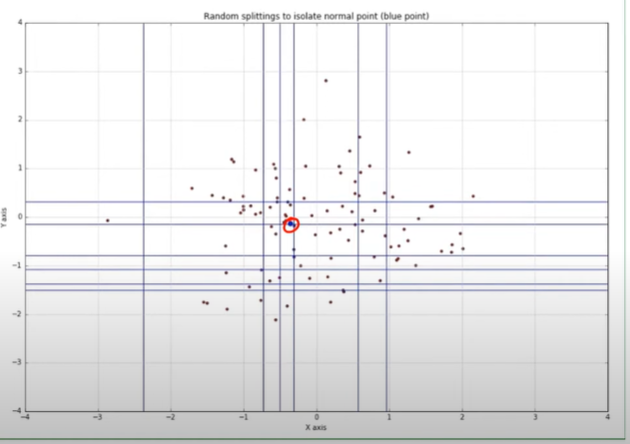 Random splittings to isolate normal point (blue point)
4
3
2
1
0
−1
−2
−3
−4
Y axis
−4 −3 −2 −1 0 1 2 3 4
X axis